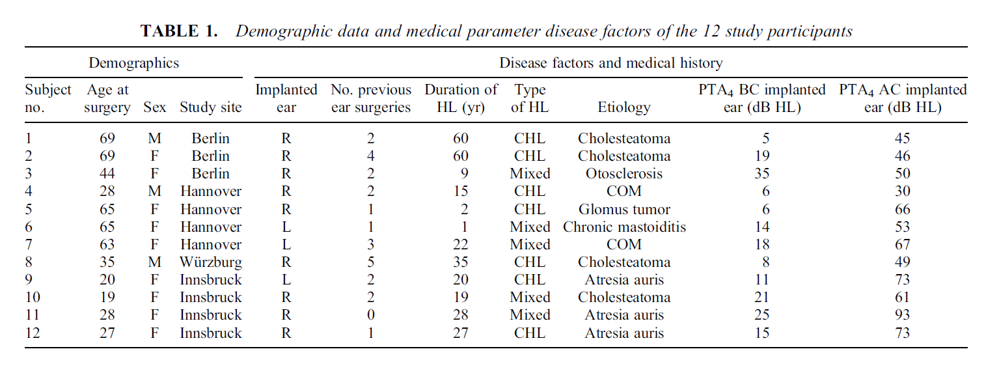 TABLE 1. Demographic data and medical parameter disease factors of the 12 study participants
Demographics Disease factors and medical history
Subject Age at Implanted No. previous Duration of Type PTA4 BC implanted PTA4 AC implanted
no. surgery Sex Study site ear ear surgeries HL (yr) of HL Etiology ear (dB HL) ear (dB HL)
1 69 M Berlin R 2 60 CHL Cholesteatoma 5 45
2 69 F Berlin R 4 60 CHL Cholesteatoma 19 46
3 44 F Berlin R 2 9 Mixed Otosclerosis 35 50
4 28 M Hannover R 2 15 CHL COM 6 30
5 65 F Hannover R 1 2 CHL Glomus tumor 6 66
6 65 F Hannover L 1 1 Mixed Chronic mastoiditis 14 53
7 63 F Hannover L 3 22 Mixed COM 18 67
8 35 M Würzburg R 5 35 CHL Cholesteatoma 8 49
9 20 F Innsbruck L 2 20 CHL Atresia auris 11 73
10 19 F Innsbruck R 2 19 Mixed Cholesteatoma 21 61
11 28 F Innsbruck R 0 28 Mixed Atresia auris 25 93
12 27 F Innsbruck R 1 27 CHL Atresia auris 15 73